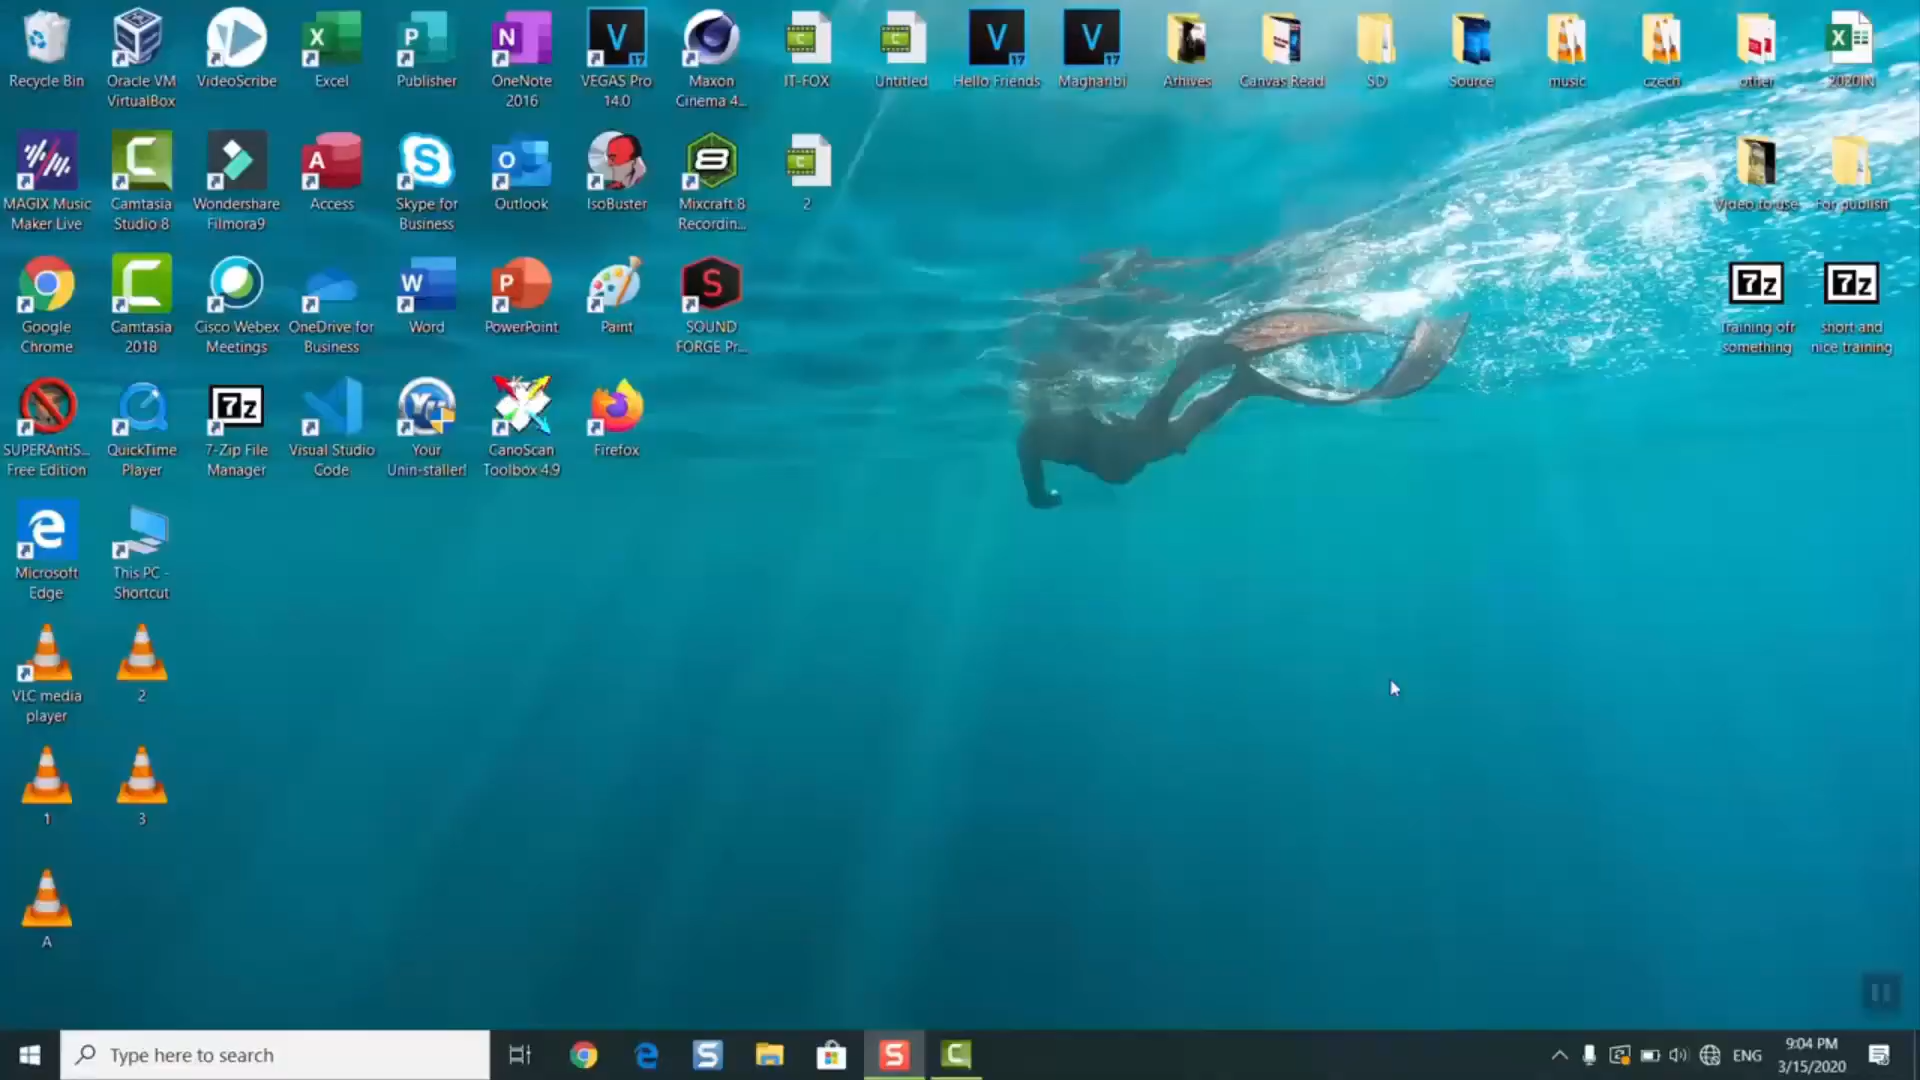 Recycle Bin
Oracle VM
VirtualBox
VideoScribe
Excel
Publisher
OneNote
2016
VEGAS Pro
14.0
Maxon
Cinema 4...
IT-FOX
Untitled
Hello Friends
Maghanbi
Athives
Canvas Read
SD
Source
music
czech
other
2020IN
MAGIX Music
Maker Live
Camtasia
Studio 8
Wondershare
Filmora9
Access
Skype for
Business
Outlook
IsoBuster
Mixcraft 8
Recordin...
2
Video to use
For publish
Google
Chrome
Camtasia
2018
Cisco Webex
Meetings
OneDrive for
Business
Word
PowerPoint
Paint
SOUND
FORGE Pr...
Training ofr
something
short and
nice training
SUPERAntiS...
Free Edition
QuickTime
Player
7-Zip File
Manager
Visual Studio
Code
Your
Unin-staller!
CanoScan
Toolbox 4.9
Firefox
Microsoft
Edge
This PC -
Shortcut
VLC media
player
2
1
3
A
Type here to search
ENG
9:04 PM
3/15/2020